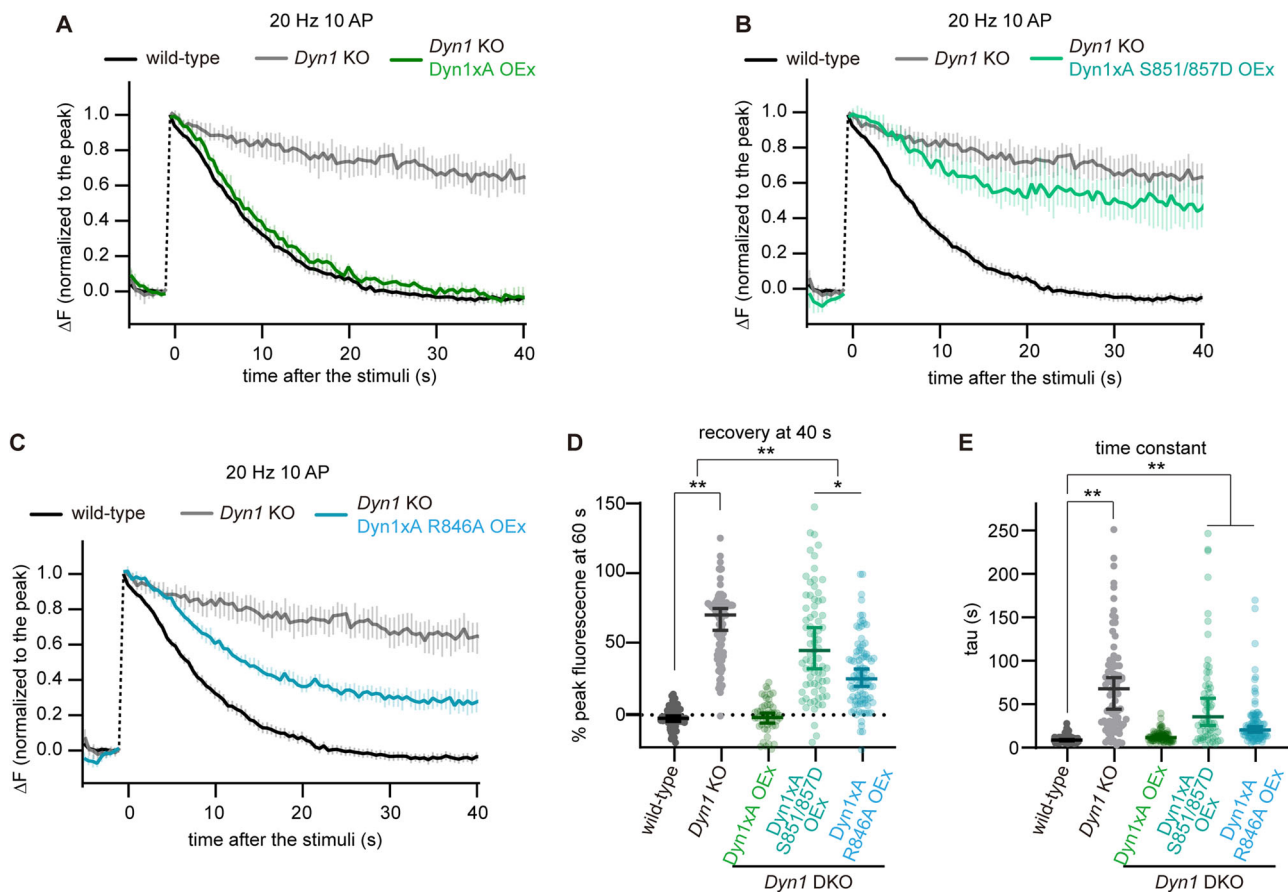 A
20 Hz 10 AP
wild-type
Dyn1 KO
Dyn1 KO
Dyn1xA OEx
ΔF (normalized to the peak)
1.0
0.8
0.6
0.4
0.2
0.0
0 10 20 30 40
time after the stimuli (s)
B
20 Hz 10 AP
wild-type
Dyn1 KO
Dyn1 KO
Dyn1xA S851/857D OEx
ΔF (normalized to the peak)
1.0
0.8
0.6
0.4
0.2
0.0
0 10 20 30 40
time after the stimuli (s)
C
20 Hz 10 AP
wild-type
Dyn1 KO
Dyn1 KO
Dyn1xA R846A OEx
ΔF (normalized to the peak)
1.0
0.8
0.6
0.4
0.2
0.0
0 10 20 30 40
time after the stimuli (s)
D
recovery at 40 s
**
**
*
% peak fluorescecne at 60 s
150
100
50
0
wild-type
Dyn1 KO
Dyn1xA OEx
Dyn1xA
S851/857D
OEx
Dyn1xA
R846A OEx
Dyn1 DKO
E
time constant
**
**
tau (s)
250
200
150
100
50
0
wild-type
Dyn1 KO
Dyn1xA OEx
Dyn1xA
S851/857D
OEx
Dyn1xA
R846A OEx
Dyn1 DKO